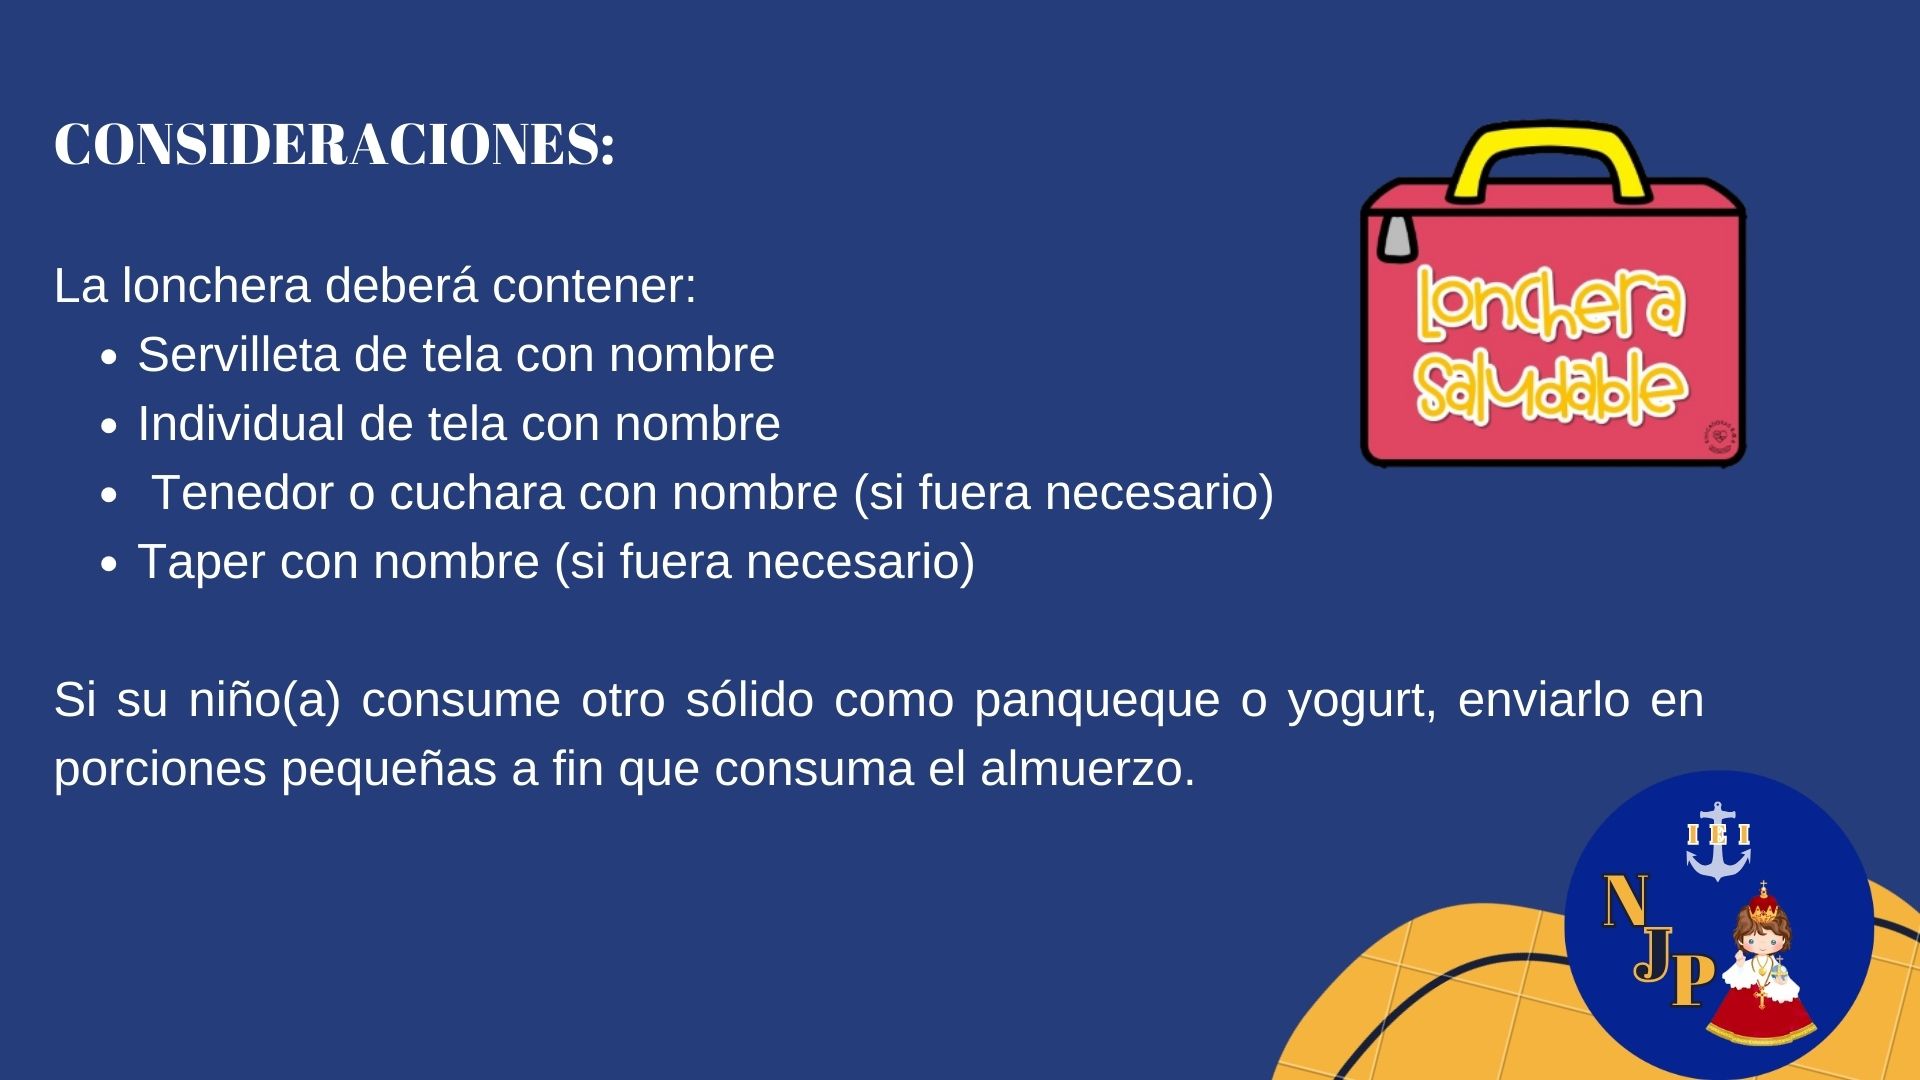 CONSIDERACIONES:
La lonchera deberá contener:
• Servilleta de tela con nombre
• Individual de tela con nombre
• Tenedor o cuchara con nombre (si fuera necesario)
• Taper con nombre (si fuera necesario)
Si su niño(a) consume otro sólido como panqueque o yogurt, enviarlo en
porciones pequeñas a fin que consuma el almuerzo.
Lonchera
Saludable
I E I
N
J
P